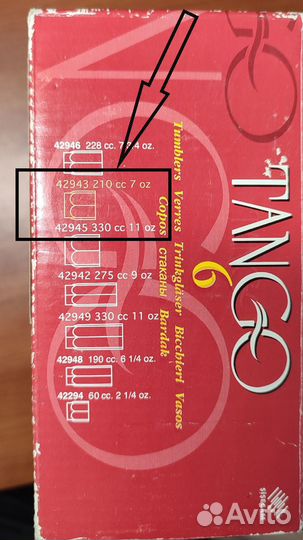 42946 228 cc. 7 3/4 oz.
42943 210 cc 7 oz
42945 330 cc 11 oz.
42942 275 cc 9 oz
42949 330 cc 11 oz
42948 190 cc. 6 1/4 oz.
42294 60 cc. 2 1/4 oz.
TANGO
6
Tumblers Verres Trinkgläser Bicchieri Vasos
Copos стаканы Bardak
Avito